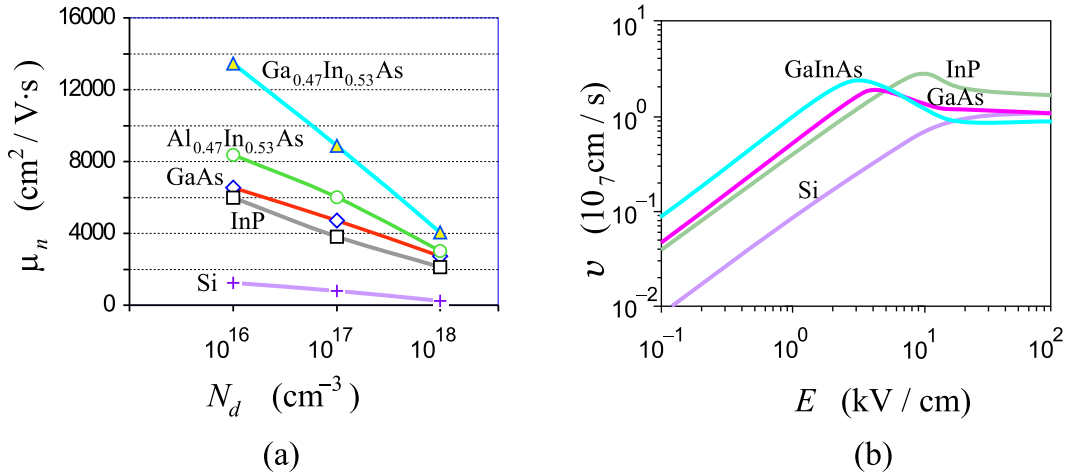 16000
12000
8000
4000
0
μn (cm2 / V·s)
Ga0.47In0.53As
Al0.47In0.53As
GaAs
InP
Si
10^16 10^17 10^18
Nd (cm–3)
(a)
10^1
10^0
10^–1
10^–2
υ (107cm / s)
GaInAs
InP
GaAs
Si
10^–1 10^0 10^1 10^2
E (kV / cm)
(b)